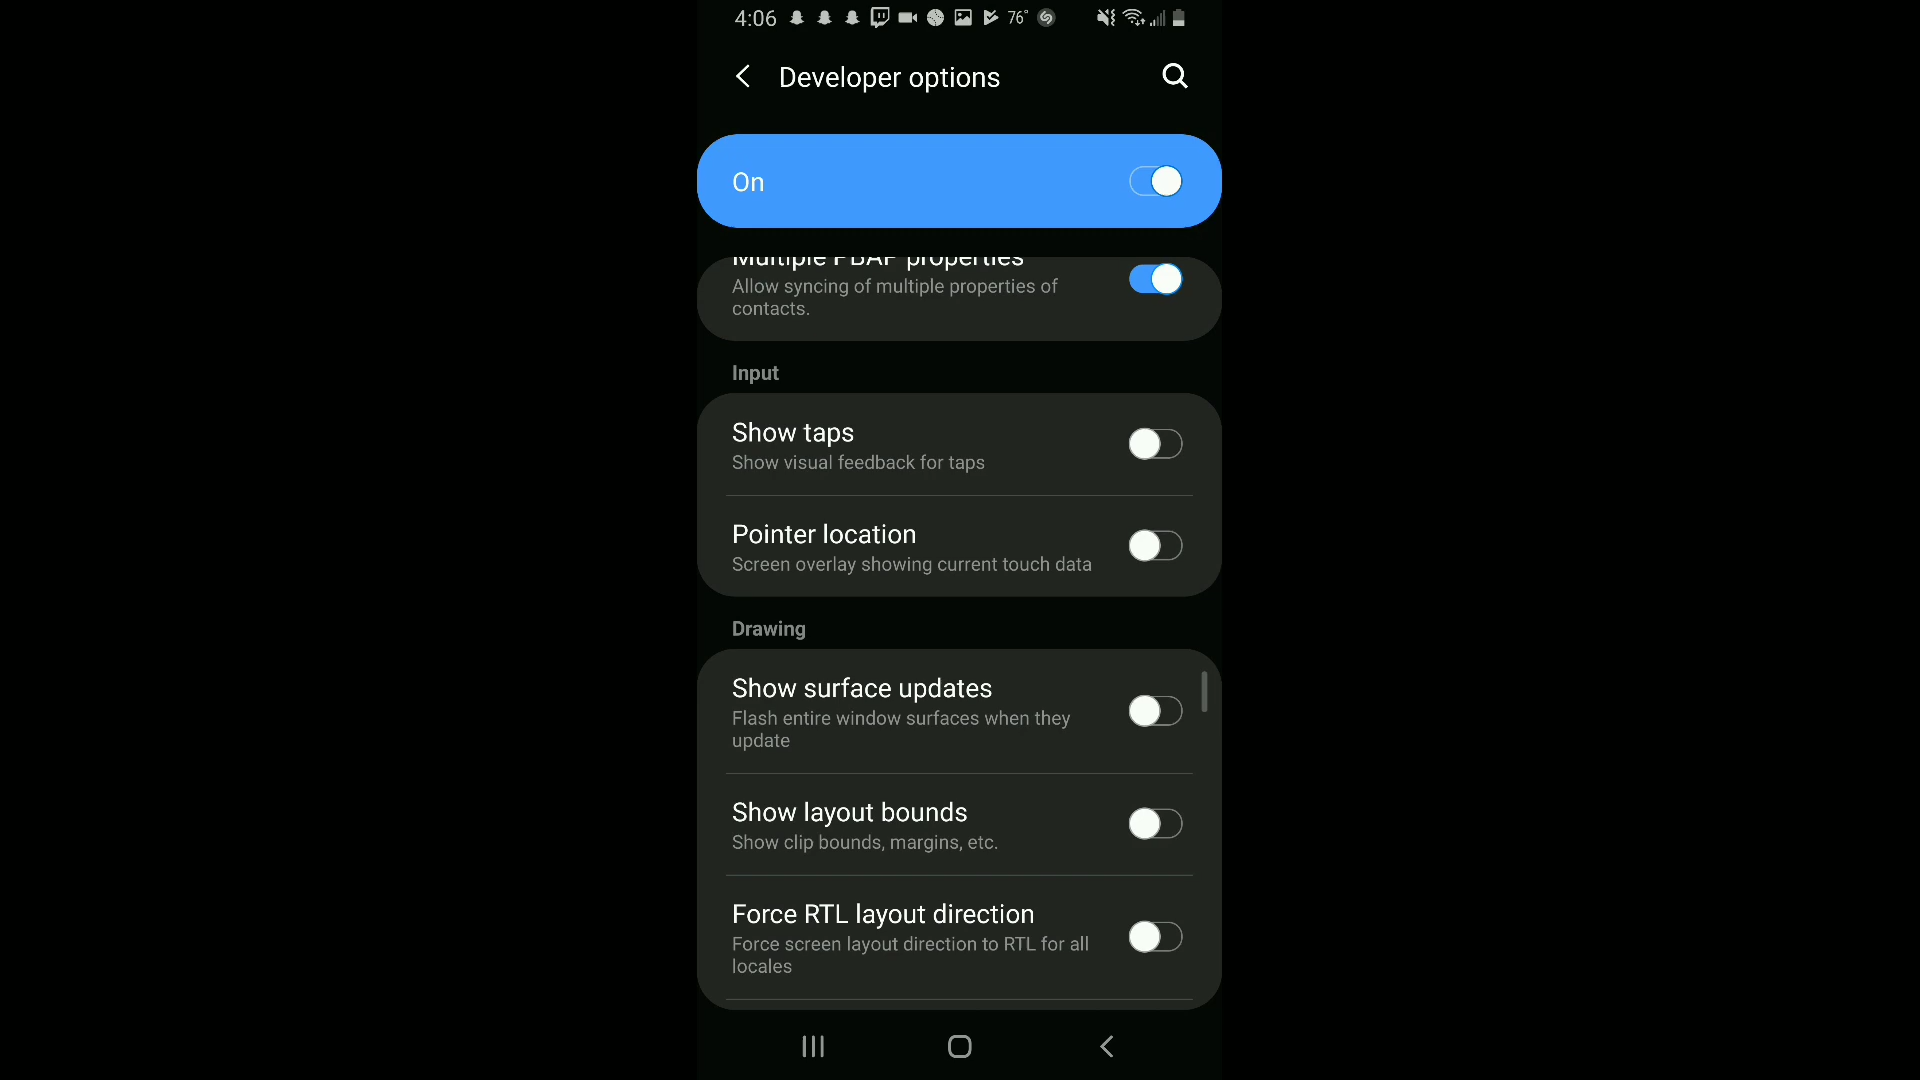 4:06 76°
Developer options
On
Multiple PBAP properties
Allow syncing of multiple properties of
contacts.
Input
Show taps
Show visual feedback for taps
Pointer location
Screen overlay showing current touch data
Drawing
Show surface updates
Flash entire window surfaces when they
update
Show layout bounds
Show clip bounds, margins, etc.
Force RTL layout direction
Force screen layout direction to RTL for all
locales